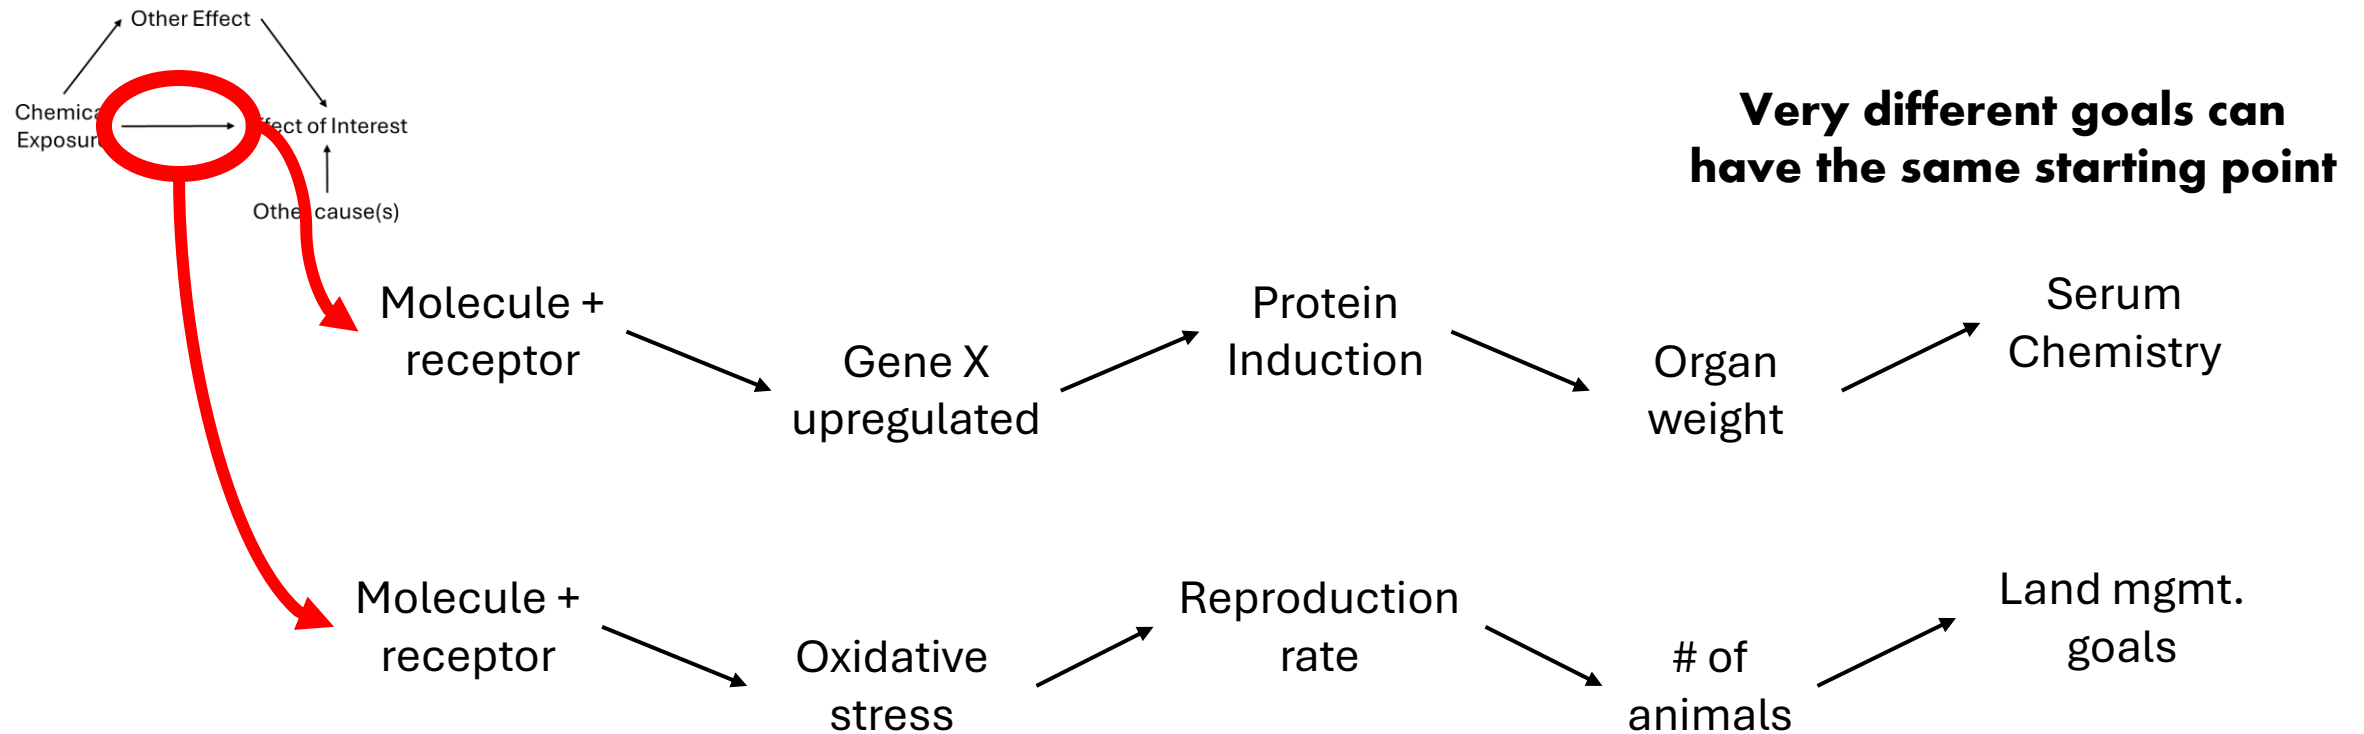 Other Effect
Chemica
Exposur
ffect of Interest
Othe cause(s)
Very different goals can
have the same starting point
Molecule +
receptor
Gene X
upregulated
Protein
Induction
Organ
weight
Serum
Chemistry
Molecule +
receptor
Oxidative
stress
Reproduction
rate
# of
animals
Land mgmt.
goals